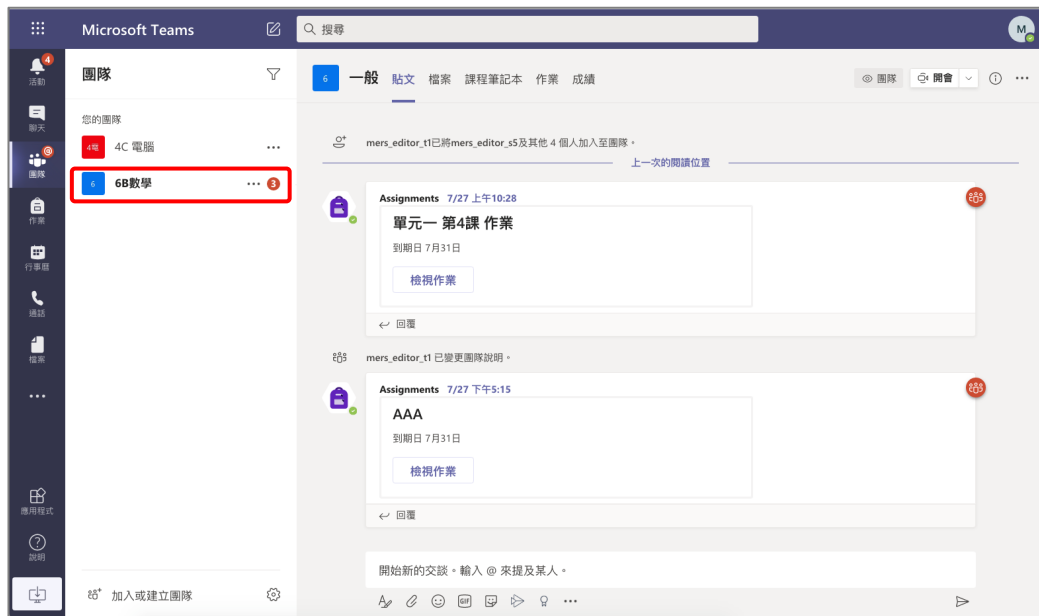 Microsoft Teams
搜尋
M
4
活動
聊天
@
團隊
作業
行事曆
通話
檔案
應用程式
說明
團隊
您的團隊
4電
4C 電腦
6
6B數學
3
加入或建立團隊
6
一般
貼文
檔案
課程筆記本
作業
成績
團隊
開會
mers_editor_t1已將mers_editor_s5及其他 4 個人加入至團隊。
上一次的閱讀位置
Assignments 7/27 上午10:28
單元一 第4課 作業
到期日 7月31日
檢視作業
回覆
mers_editor_t1 已變更團隊說明。
Assignments 7/27 下午5:15
AAA
到期日 7月31日
檢視作業
回覆
開始新的交談。輸入 @ 來提及某人。
GIF